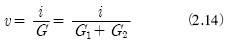 v = i/G = i/(G₁ + G₂) (2.14)